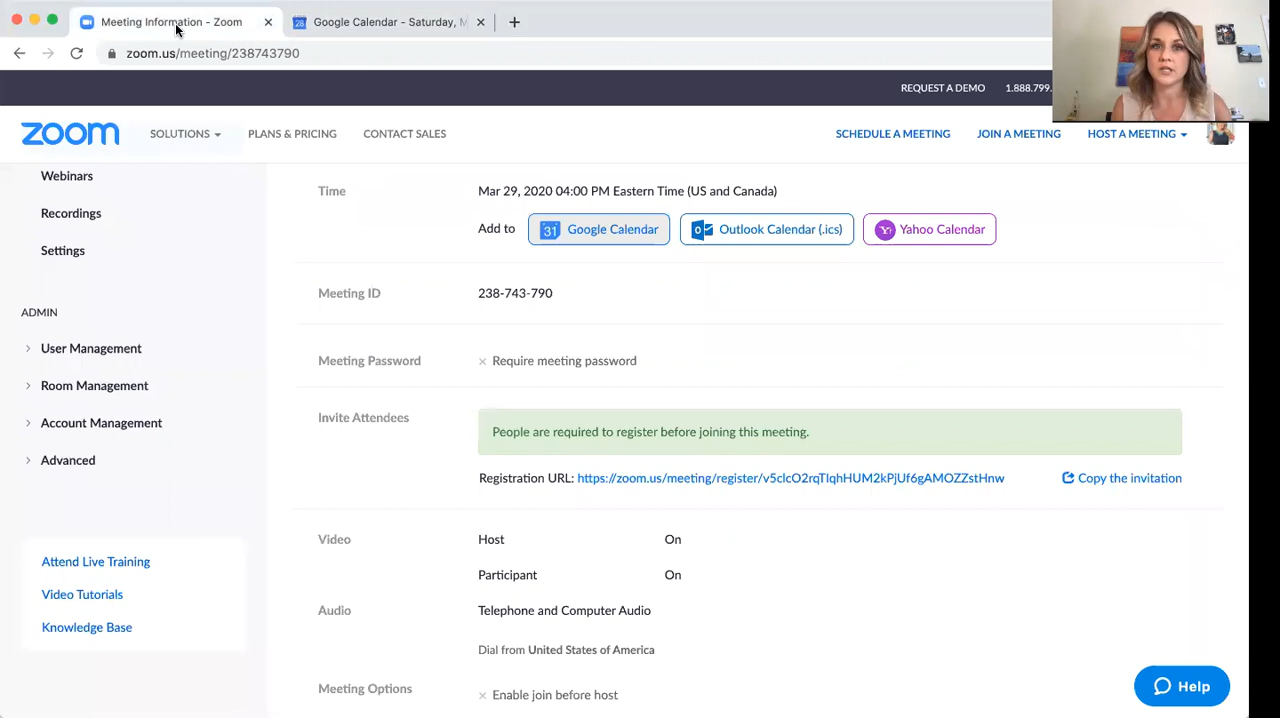 Meeting Information - Zoom
Google Calendar - Saturday, M
zoom.us/meeting/238743790
REQUEST A DEMO
1.888.799.
zoom
SOLUTIONS
PLANS & PRICING
CONTACT SALES
SCHEDULE A MEETING
JOIN A MEETING
HOST A MEETING
Webinars
Recordings
Settings
ADMIN
User Management
Room Management
Account Management
Advanced
Attend Live Training
Video Tutorials
Knowledge Base
Time
Mar 29, 2020 04:00 PM Eastern Time (US and Canada)
Add to
31 Google Calendar
Outlook Calendar (.ics)
Yahoo Calendar
Meeting ID
238-743-790
Meeting Password
Require meeting password
Invite Attendees
People are required to register before joining this meeting.
Registration URL: https://zoom.us/meeting/register/v5clcO2rqTIqhHUM2kPjUf6gAMOZZstHnw
Copy the invitation
Video
Host
On
Participant
On
Audio
Telephone and Computer Audio
Dial from United States of America
Meeting Options
Enable join before host
Help